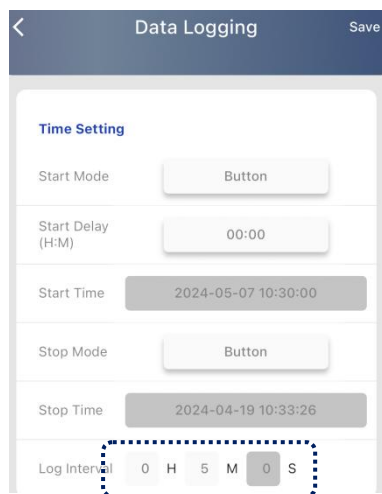 Data Logging Save
Time Setting
Start Mode Button
Start Delay
(H:M) 00:00
Start Time 2024-05-07 10:30:00
Stop Mode Button
Stop Time 2024-04-19 10:33:26
Log Interval 0 H 5 M 0 S